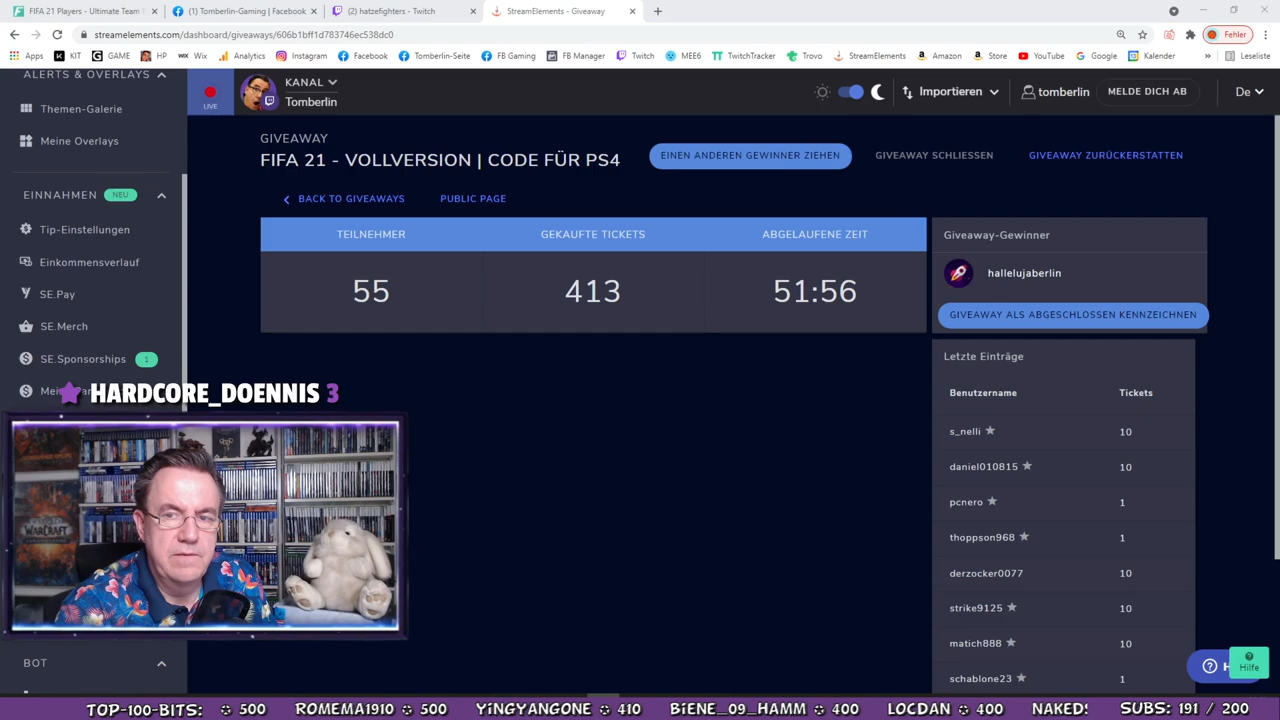 FIFA 21 Players - Ultimate Team
(1) Tomberlin-Gaming | Facebook
(2) hatzefighters - Twitch
StreamElements - Giveaway
streamelements.com/dashboard/giveaways/606b1bff1d783746ec538dc0
Fehler
Apps KIT GAME HP Wix Analytics Instagram Facebook Tomberlin-Seite FB Gaming FB Manager Twitch MEE6 TwitchTracker Trovo StreamElements Amazon Store YouTube Google Kalender Leseliste
ALERTS & OVERLAYS
Themen-Galerie
Meine Overlays
EINNAHMEN NEU
Tip-Einstellungen
Einkommensverlauf
SE.Pay
SE.Merch
SE.Sponsorships 1
BOT
LIVE
KANAL
Tomberlin
Importieren
tomberlin
MELDE DICH AB
De
GIVEAWAY
FIFA 21 - VOLLVERSION | CODE FÜR PS4
EINEN ANDEREN GEWINNER ZIEHEN
GIVEAWAY SCHLIESSEN
GIVEAWAY ZURÜCKERSTATTEN
BACK TO GIVEAWAYS
PUBLIC PAGE
TEILNEHMER GEKAUFTE TICKETS ABGELAUFENE ZEIT
55 413 51:56
Giveaway-Gewinner
hallelujaberlin
GIVEAWAY ALS ABGESCHLOSSEN KENNZEICHNEN
Letzte Einträge
Benutzername Tickets
s_nelli 10
daniel010815 10
pcnero 1
thoppson968 1
derzocker0077 10
strike9125 10
matich888 10
schablone23 1
Hilfe
HARDCORE_DOENNIS 3
WARCRAFT
TOP-100-BITS: 500 ROMEMA1910 500 YINGYANGONE 410 BIENE_09_HAMM 400 LOCDAN 400 SUBS: 191 / 200